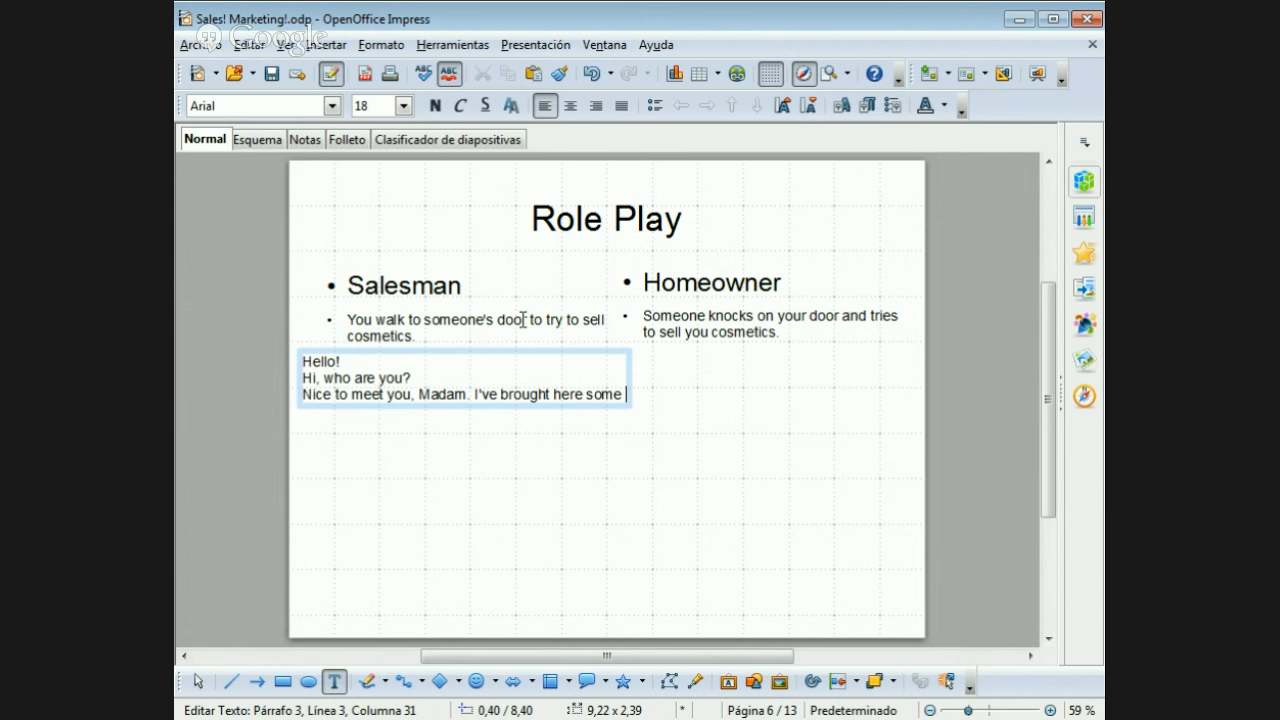 Sales! Marketing!.odp - OpenOffice Impress
Google
Archivo Editar Ver Insertar Formato Herramientas Presentación Ventana Ayuda
Arial 18 N C S
Normal Esquema Notas Folleto Clasificador de diapositivas
Role Play
• Salesman
• You walk to someone's door to try to sell
cosmetics.
• Homeowner
• Someone knocks on your door and tries
to sell you cosmetics.
Hello!
Hi, who are you?
Nice to meet you, Madam. I've brought here some
Editar Texto: Párrafo 3, Línea 3, Columna 31 0,40 / 8,40 9,22 x 2,39 * Página 6 / 13 Predeterminado 59 %